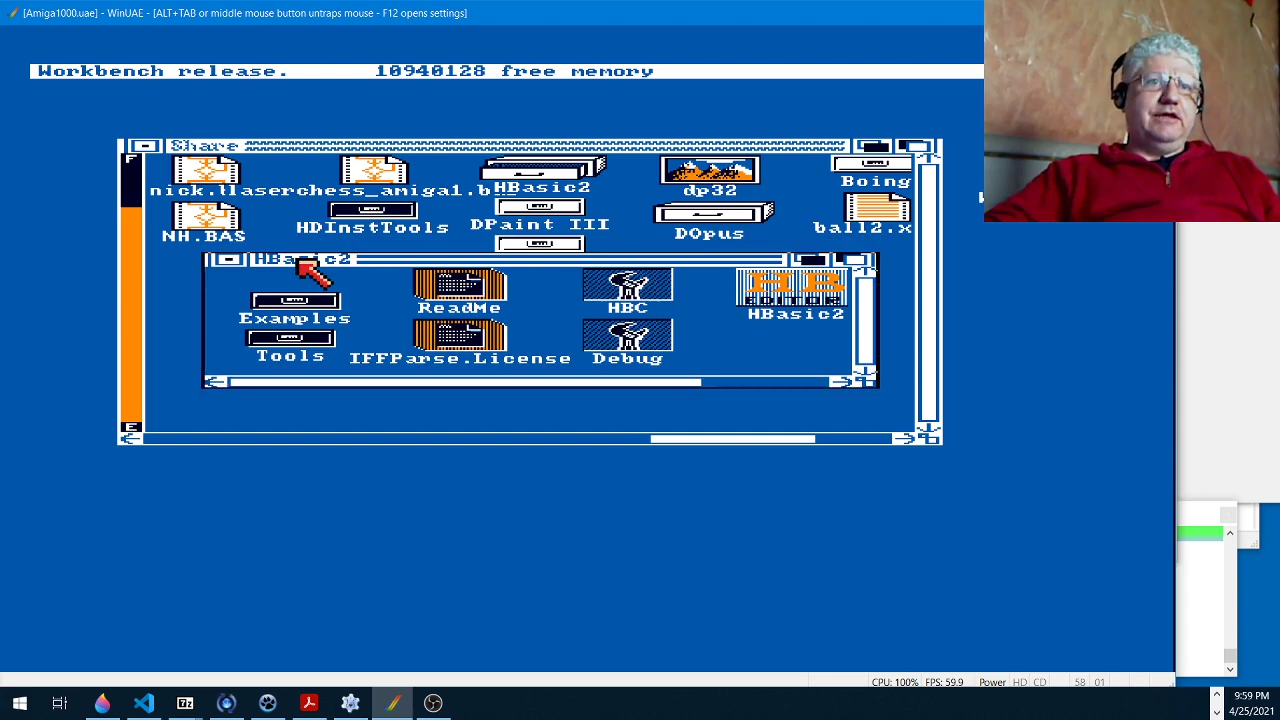 [Amiga1000.uae] - WinUAE - [ALT+TAB or middle mouse button untraps mouse - F12 opens settings]
Workbench release. 10940128 free memory
Share
F
nick.l
laserchess_amiga1.b
HBasic2
dp32
Boing
NH.BAS
HDInstTools
DPaint III
DOpus
ball2.x
HBasic2
Examples
ReadMe
HBC
HB
EDITOR
HBasic2
Tools
IFFParse.License
Debug
E
CPU: 100% FPS: 59.9 Power HD CD 58 01
7z
9:59 PM
4/25/2021